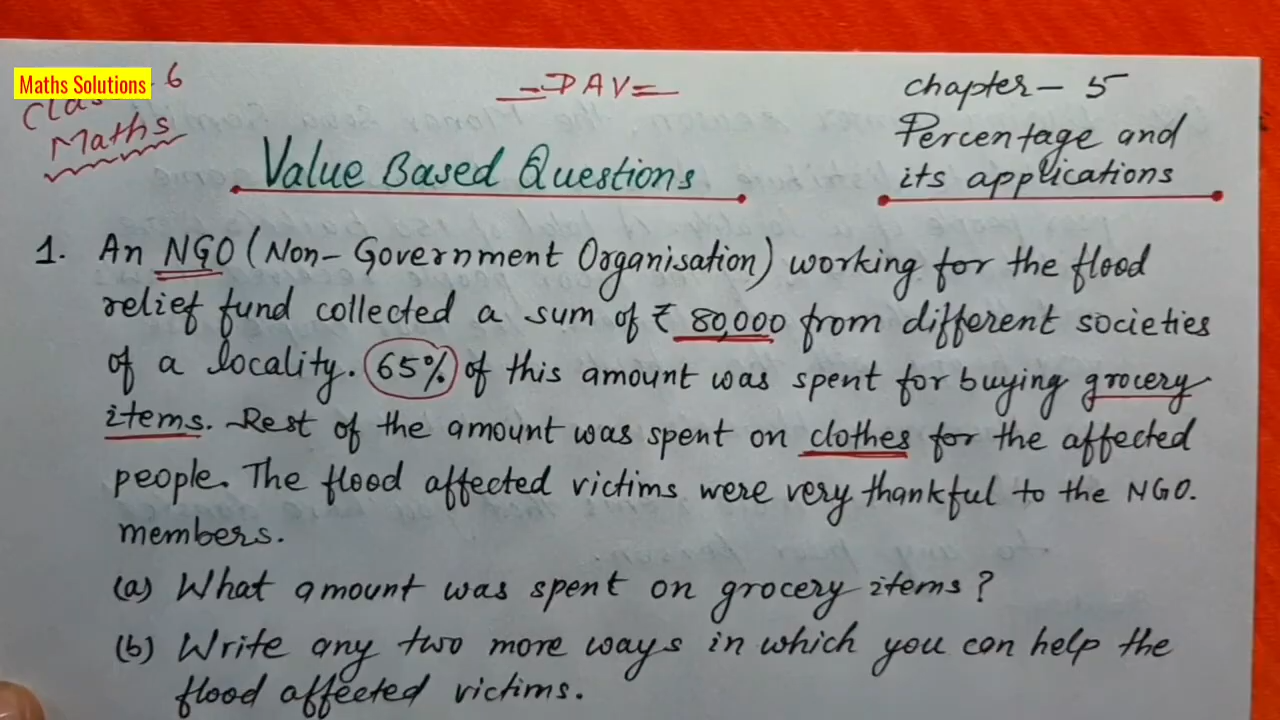 Maths Solutions
Class-6
Maths
=DAV=
Chapter- 5
Percentage and
its applications
Value Based Questions
1. An NGO (Non-Government Organisation) working for the flood
relief fund collected a sum of ₹ 80,000 from different societies
of a locality. 65% of this amount was spent for buying grocery
items. Rest of the amount was spent on clothes for the affected
people. The flood affected victims were very thankful to the NGO.
members.
(a) What amount was spent on grocery items?
(b) Write any two more ways in which you can help the
flood affected victims.